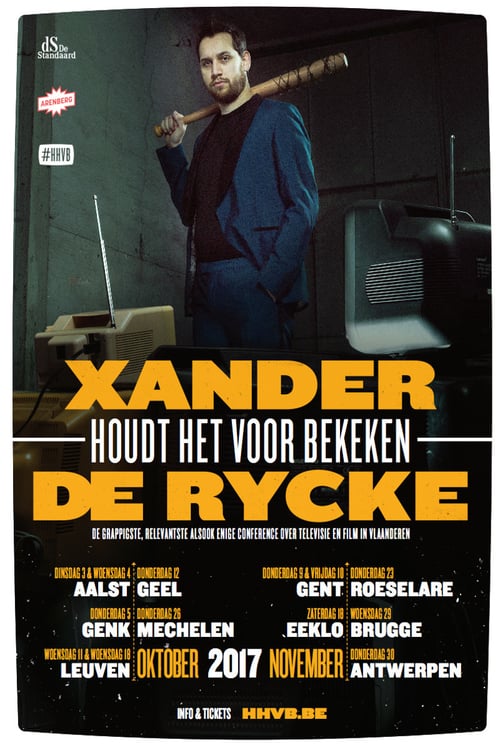 dS De
Standaard
ARENBERG
#HHVB
XANDER
HOUDT HET VOOR BEKEKEN
DE RYCKE
DE GRAPPIGSTE, RELEVANTSTE ALSOOK ENIGE CONFERENCE OVER TELEVISIE EN FILM IN VLAANDEREN
DINSDAG 3 & WOENSDAG 4
AALST
DONDERDAG 12
GEEL
DONDERDAG 5
GENK
DONDERDAG 26
MECHELEN
WOENSDAG 11 & WOENSDAG 18
LEUVEN
OKTOBER 2017 NOVEMBER
DONDERDAG 9 & VRIJDAG 10
GENT
DONDERDAG 23
ROESELARE
ZATERDAG 18
EEKLO
WOENSDAG 29
BRUGGE
DONDERDAG 30
ANTWERPEN
INFO & TICKETS HHVB.BE